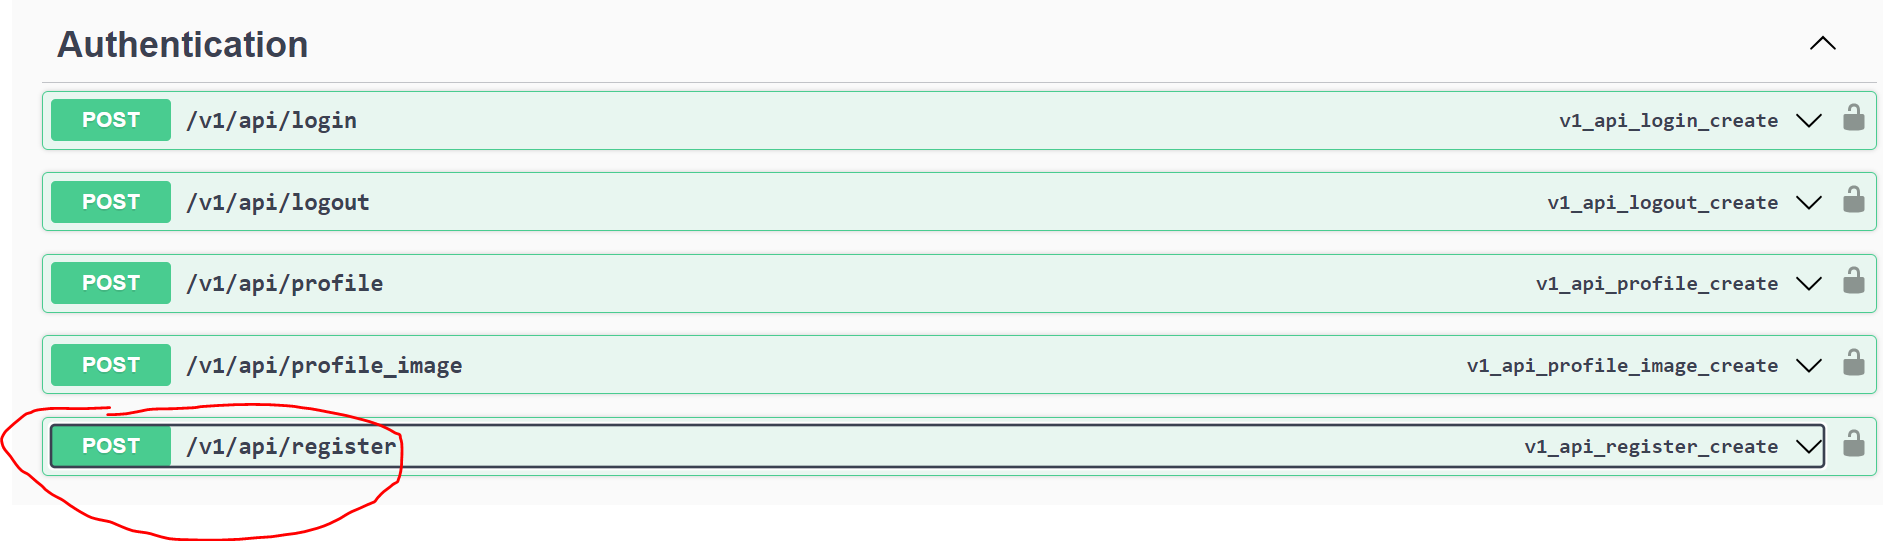 Authentication
POST /v1/api/login v1_api_login_create
POST /v1/api/logout v1_api_logout_create
POST /v1/api/profile v1_api_profile_create
POST /v1/api/profile_image v1_api_profile_image_create
POST /v1/api/register v1_api_register_create